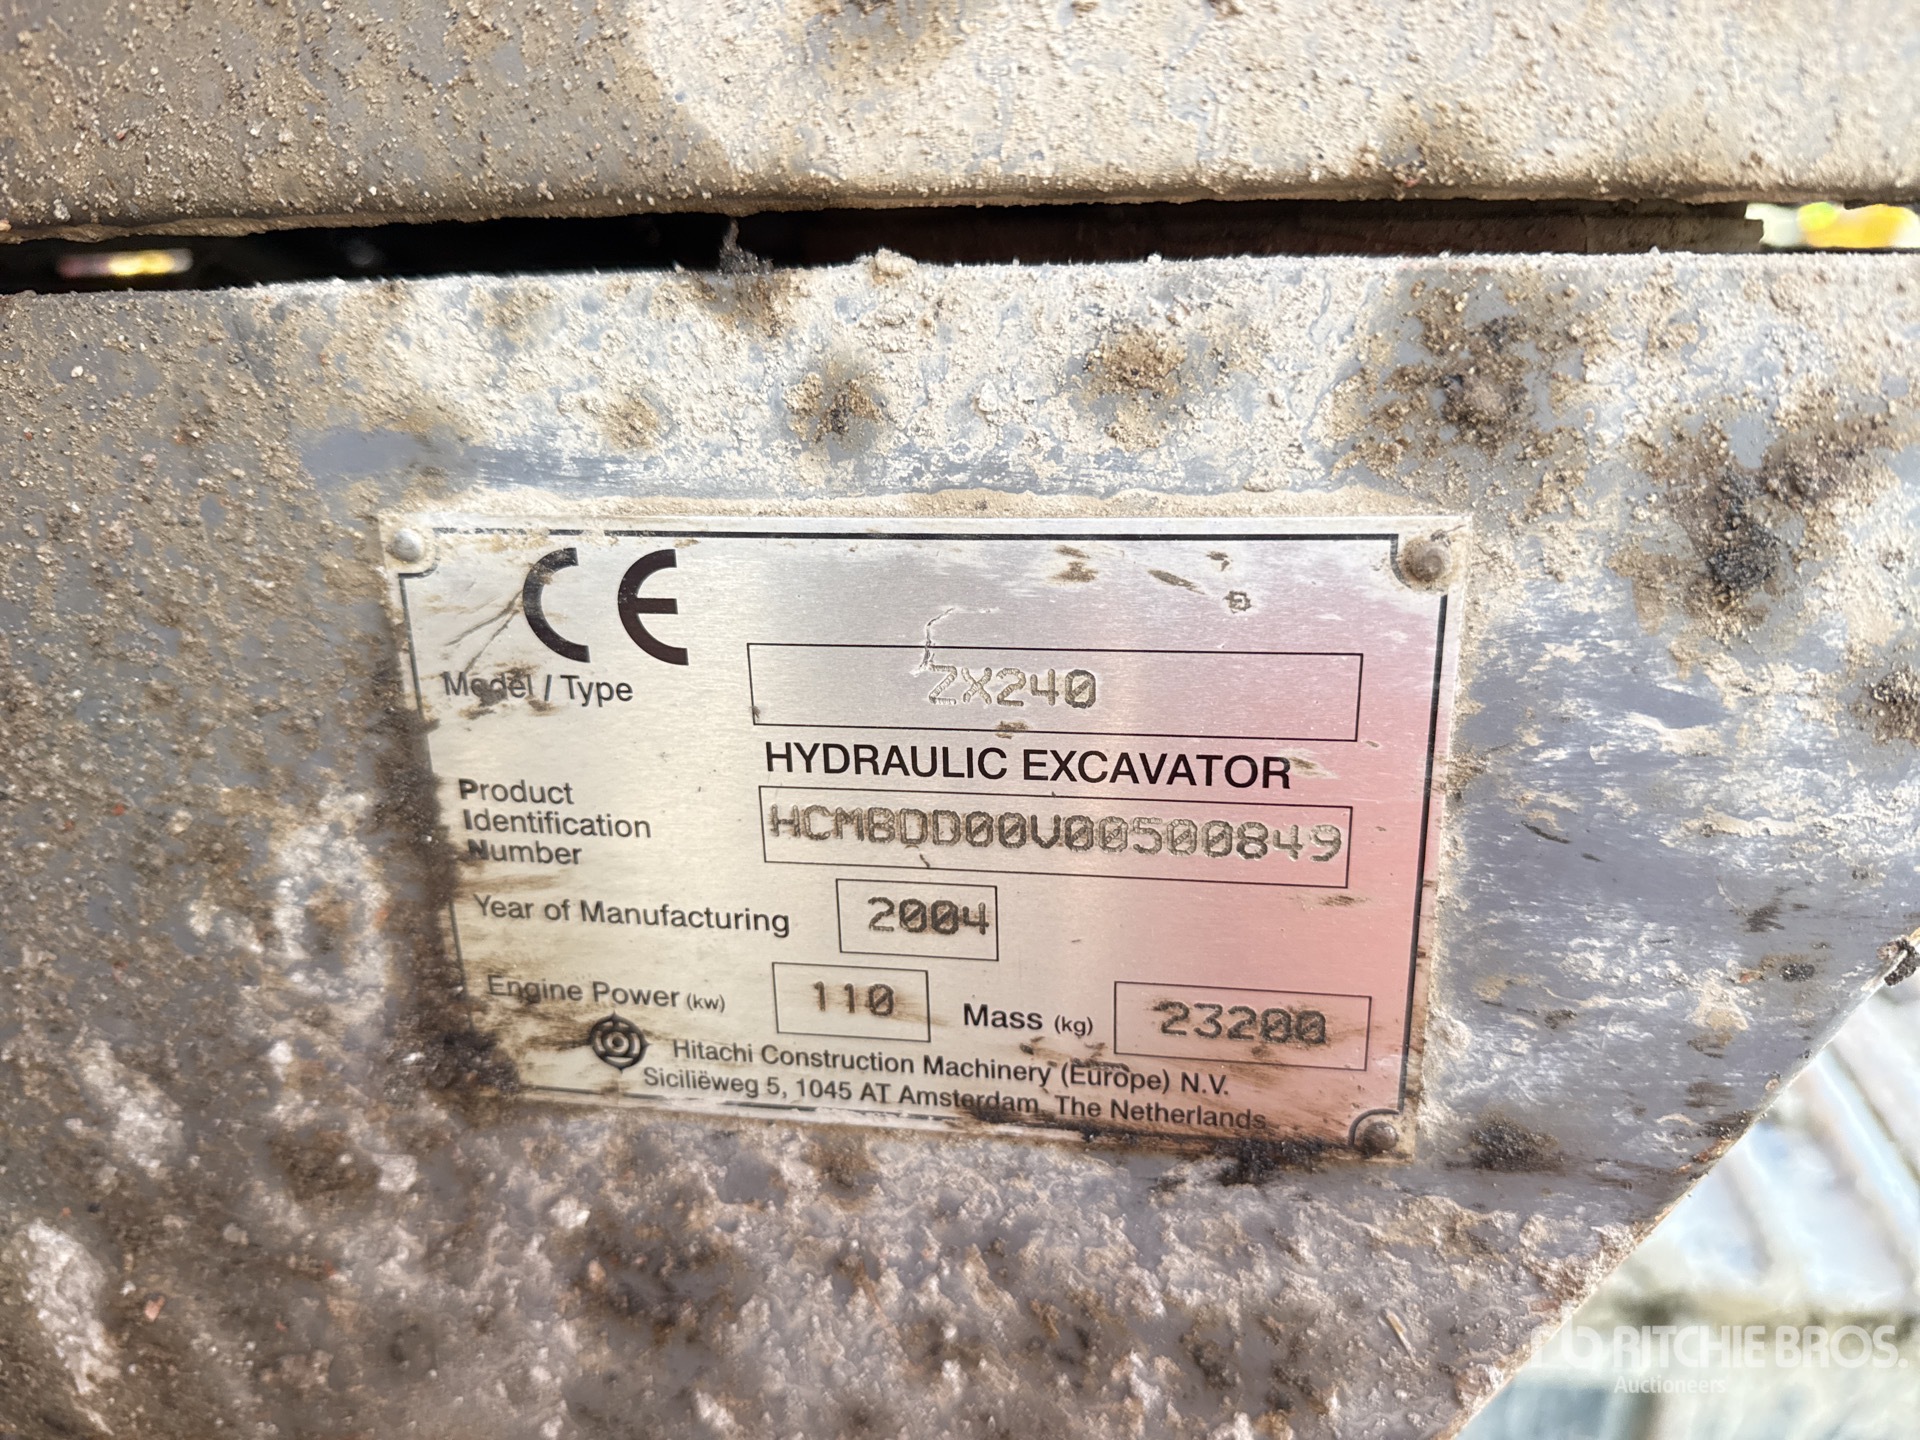 CE
Model / Type
ZX240
HYDRAULIC EXCAVATOR
Product
Identification
Number
HCMBDD00V00500849
Year of Manufacturing
2004
Engine Power (kw)
110
Mass (kg)
23200
Hitachi Construction Machinery (Europe) N.V.
Siciliëweg 5, 1045 AT Amsterdam, The Netherlands
RITCHIE BROS.
Auctioneers